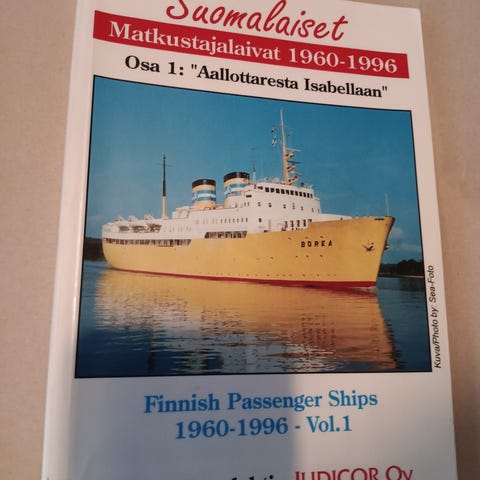 Suomalaiset
Matkustajalaivat 1960-1996
Osa 1: "Aallottaresta Isabellaan"
BOREA
Kuva/Photo by: Sea-Foto
Finnish Passenger Ships
1960-1996 - Vol.1
JUDICOR Oy